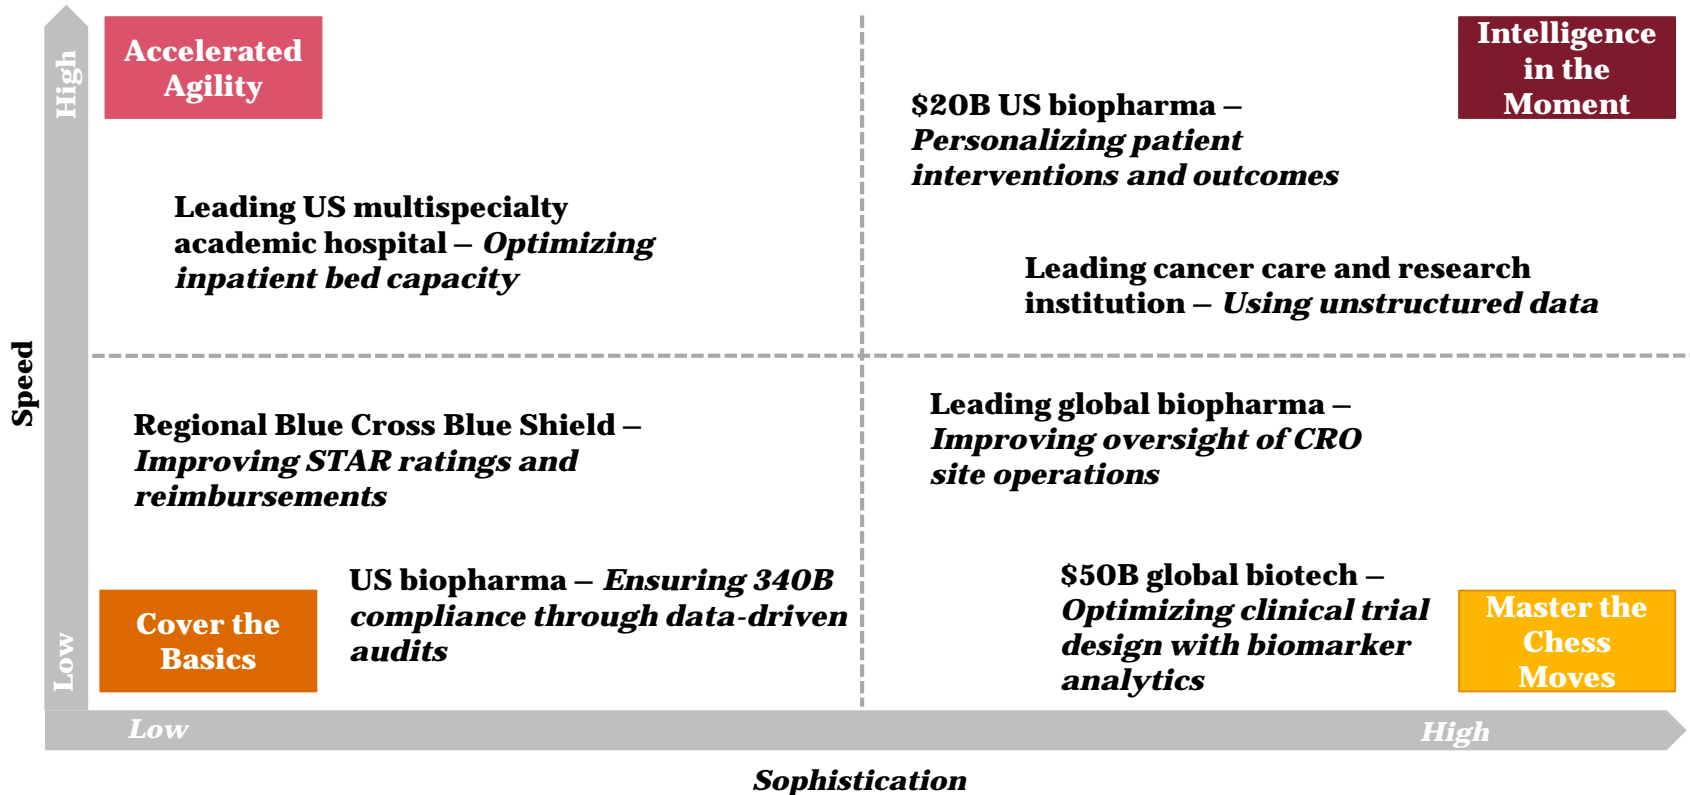 High
Accelerated
Agility
Intelligence
in the
Moment
$20B US biopharma –
Personalizing patient
interventions and outcomes
Leading US multispecialty
academic hospital – Optimizing
inpatient bed capacity
Leading cancer care and research
institution – Using unstructured data
Speed
Regional Blue Cross Blue Shield –
Improving STAR ratings and
reimbursements
Leading global biopharma –
Improving oversight of CRO
site operations
US biopharma – Ensuring 340B
compliance through data-driven
audits
$50B global biotech –
Optimizing clinical trial
design with biomarker
analytics
Low
Cover the
Basics
Master the
Chess
Moves
Low
High
Sophistication